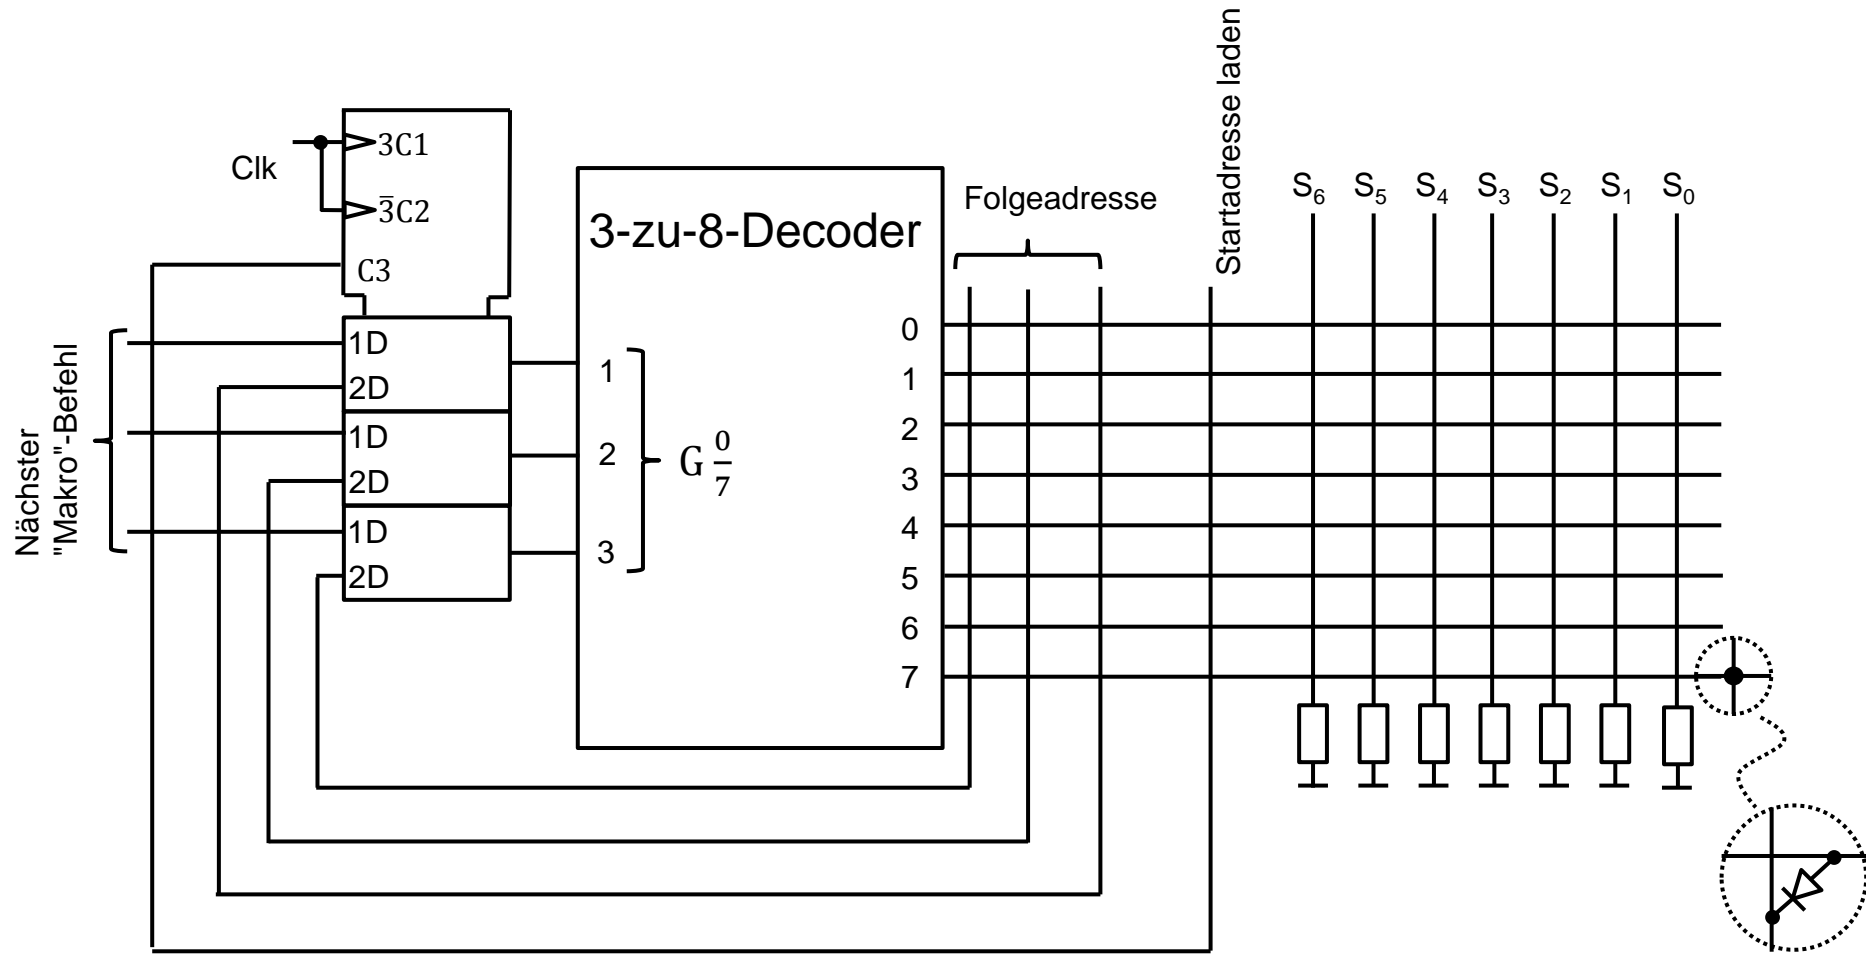 Startadresse laden
Clk
3C1
3̅C2
C3
Nächster
"Makro"-Befehl
1D
2D
1D
2D
1D
2D
3-zu-8-Decoder
1
2
3
G 0/7
0
1
2
3
4
5
6
7
Folgeadresse
S₆ S₅ S₄ S₃ S₂ S₁ S₀